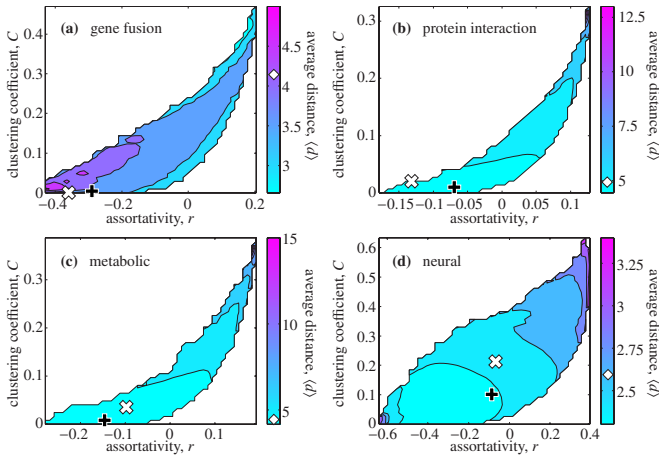 (a) gene fusion
clustering coefficient, C
0.4
0.3
0.2
0.1
0
−0.4 −0.2 0 0.2
assortativity, r
4.5
4
3.5
3
average distance, ⟨d⟩
(b) protein interaction
clustering coefficient, C
0.3
0.2
0.1
0
−0.15 −0.1 −0.05 0 0.05 0.1
assortativity, r
12.5
10
7.5
5
average distance, ⟨d⟩
(c) metabolic
clustering coefficient, C
0.3
0.2
0.1
0
−0.2 −0.1 0 0.1
assortativity, r
15
10
5
average distance, ⟨d⟩
(d) neural
clustering coefficient, C
0.6
0.5
0.4
0.3
0.2
0.1
0
−0.6 −0.4 −0.2 0 0.2 0.4
assortativity, r
3.25
3
2.75
2.5
average distance, ⟨d⟩